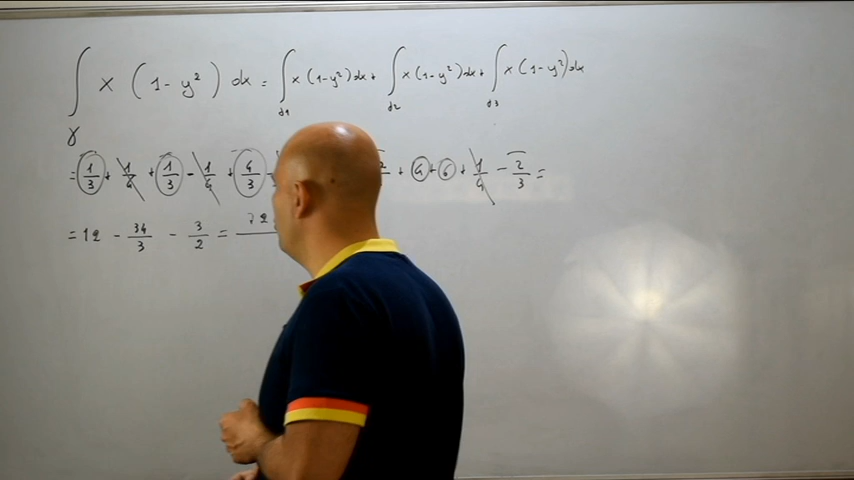 ∫ x (1 - y²) dx = ∫ x (1 - y²) dx + ∫ x (1 - y²) dx + ∫ x (1 - y²) dx
γ γ1 γ2 γ3
= 1/3 + 1/4 + 1/3 - 1/4 + 4/3 + + 6 + 1/4 - 2/3 =
= 12 - 34/3 - 3/2 = 72